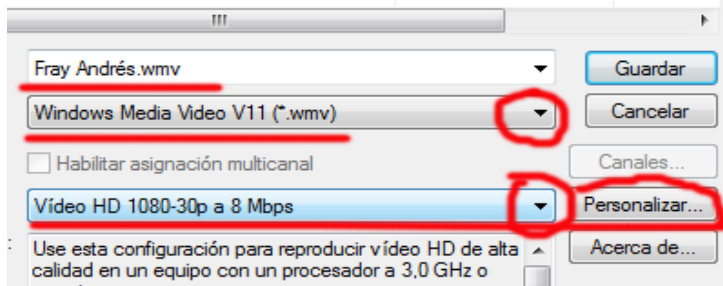 Fray Andrés.wmv
Guardar
Windows Media Video V11 (*.wmv)
Cancelar
Habilitar asignación multicanal
Canales...
Vídeo HD 1080-30p a 8 Mbps
Personalizar...
:
Use esta configuración para reproducir vídeo HD de alta
Acerca de...
calidad en un equipo con un procesador a 3,0 GHz o